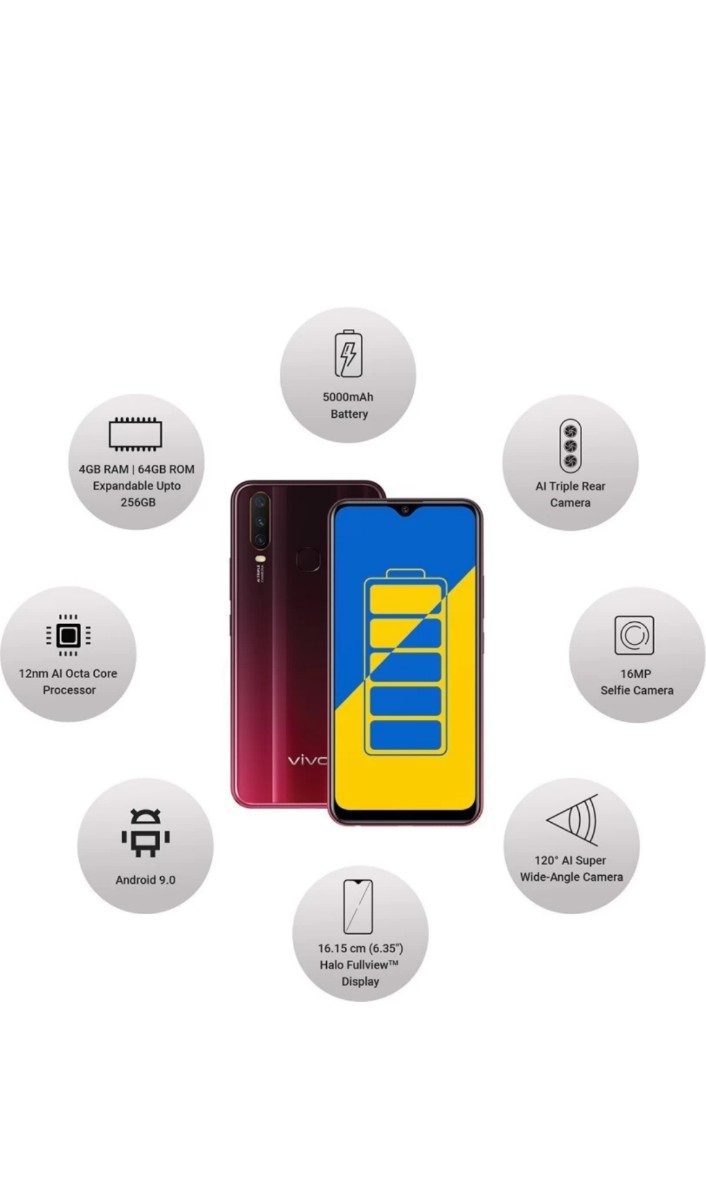 5000mAh
Battery
4GB RAM | 64GB ROM
Expandable Upto
256GB
AI Triple Rear
Camera
12nm AI Octa Core
Processor
16MP
Selfie Camera
vivo
Android 9.0
120° AI Super
Wide-Angle Camera
16.15 cm (6.35")
Halo Fullview™
Display